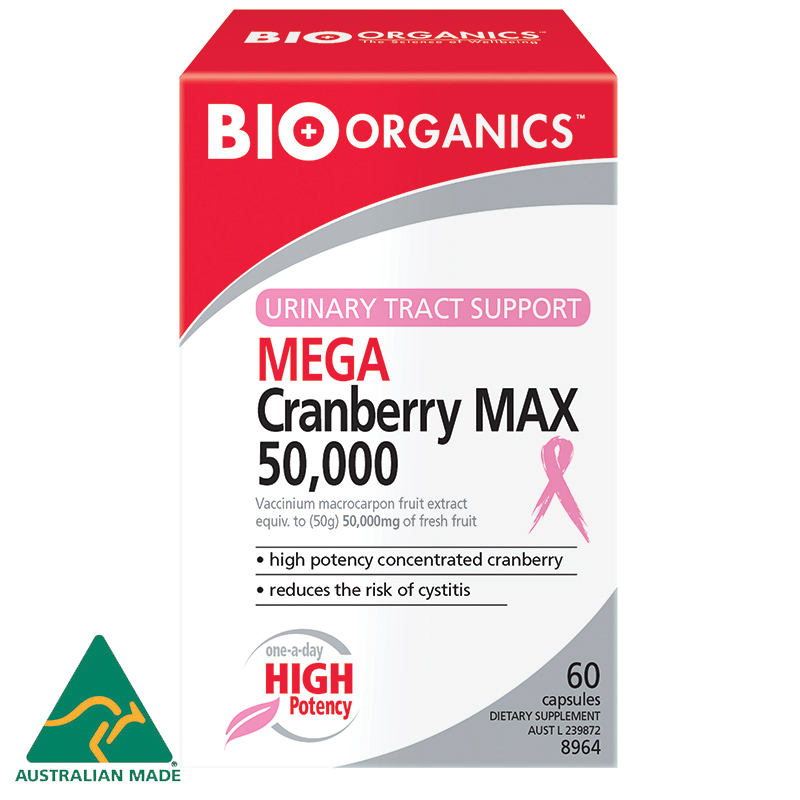 BIO ORGANICS™
The Science of Wellbeing
BIO ORGANICS™
URINARY TRACT SUPPORT
MEGA
Cranberry MAX
50,000
Vaccinium macrocarpon fruit extract
equiv. to (50g) 50,000mg of fresh fruit
• high potency concentrated cranberry
• reduces the risk of cystitis
one-a-day
HIGH
Potency
60
capsules
DIETARY SUPPLEMENT
AUST L 239872
8964
AUSTRALIAN MADE
®